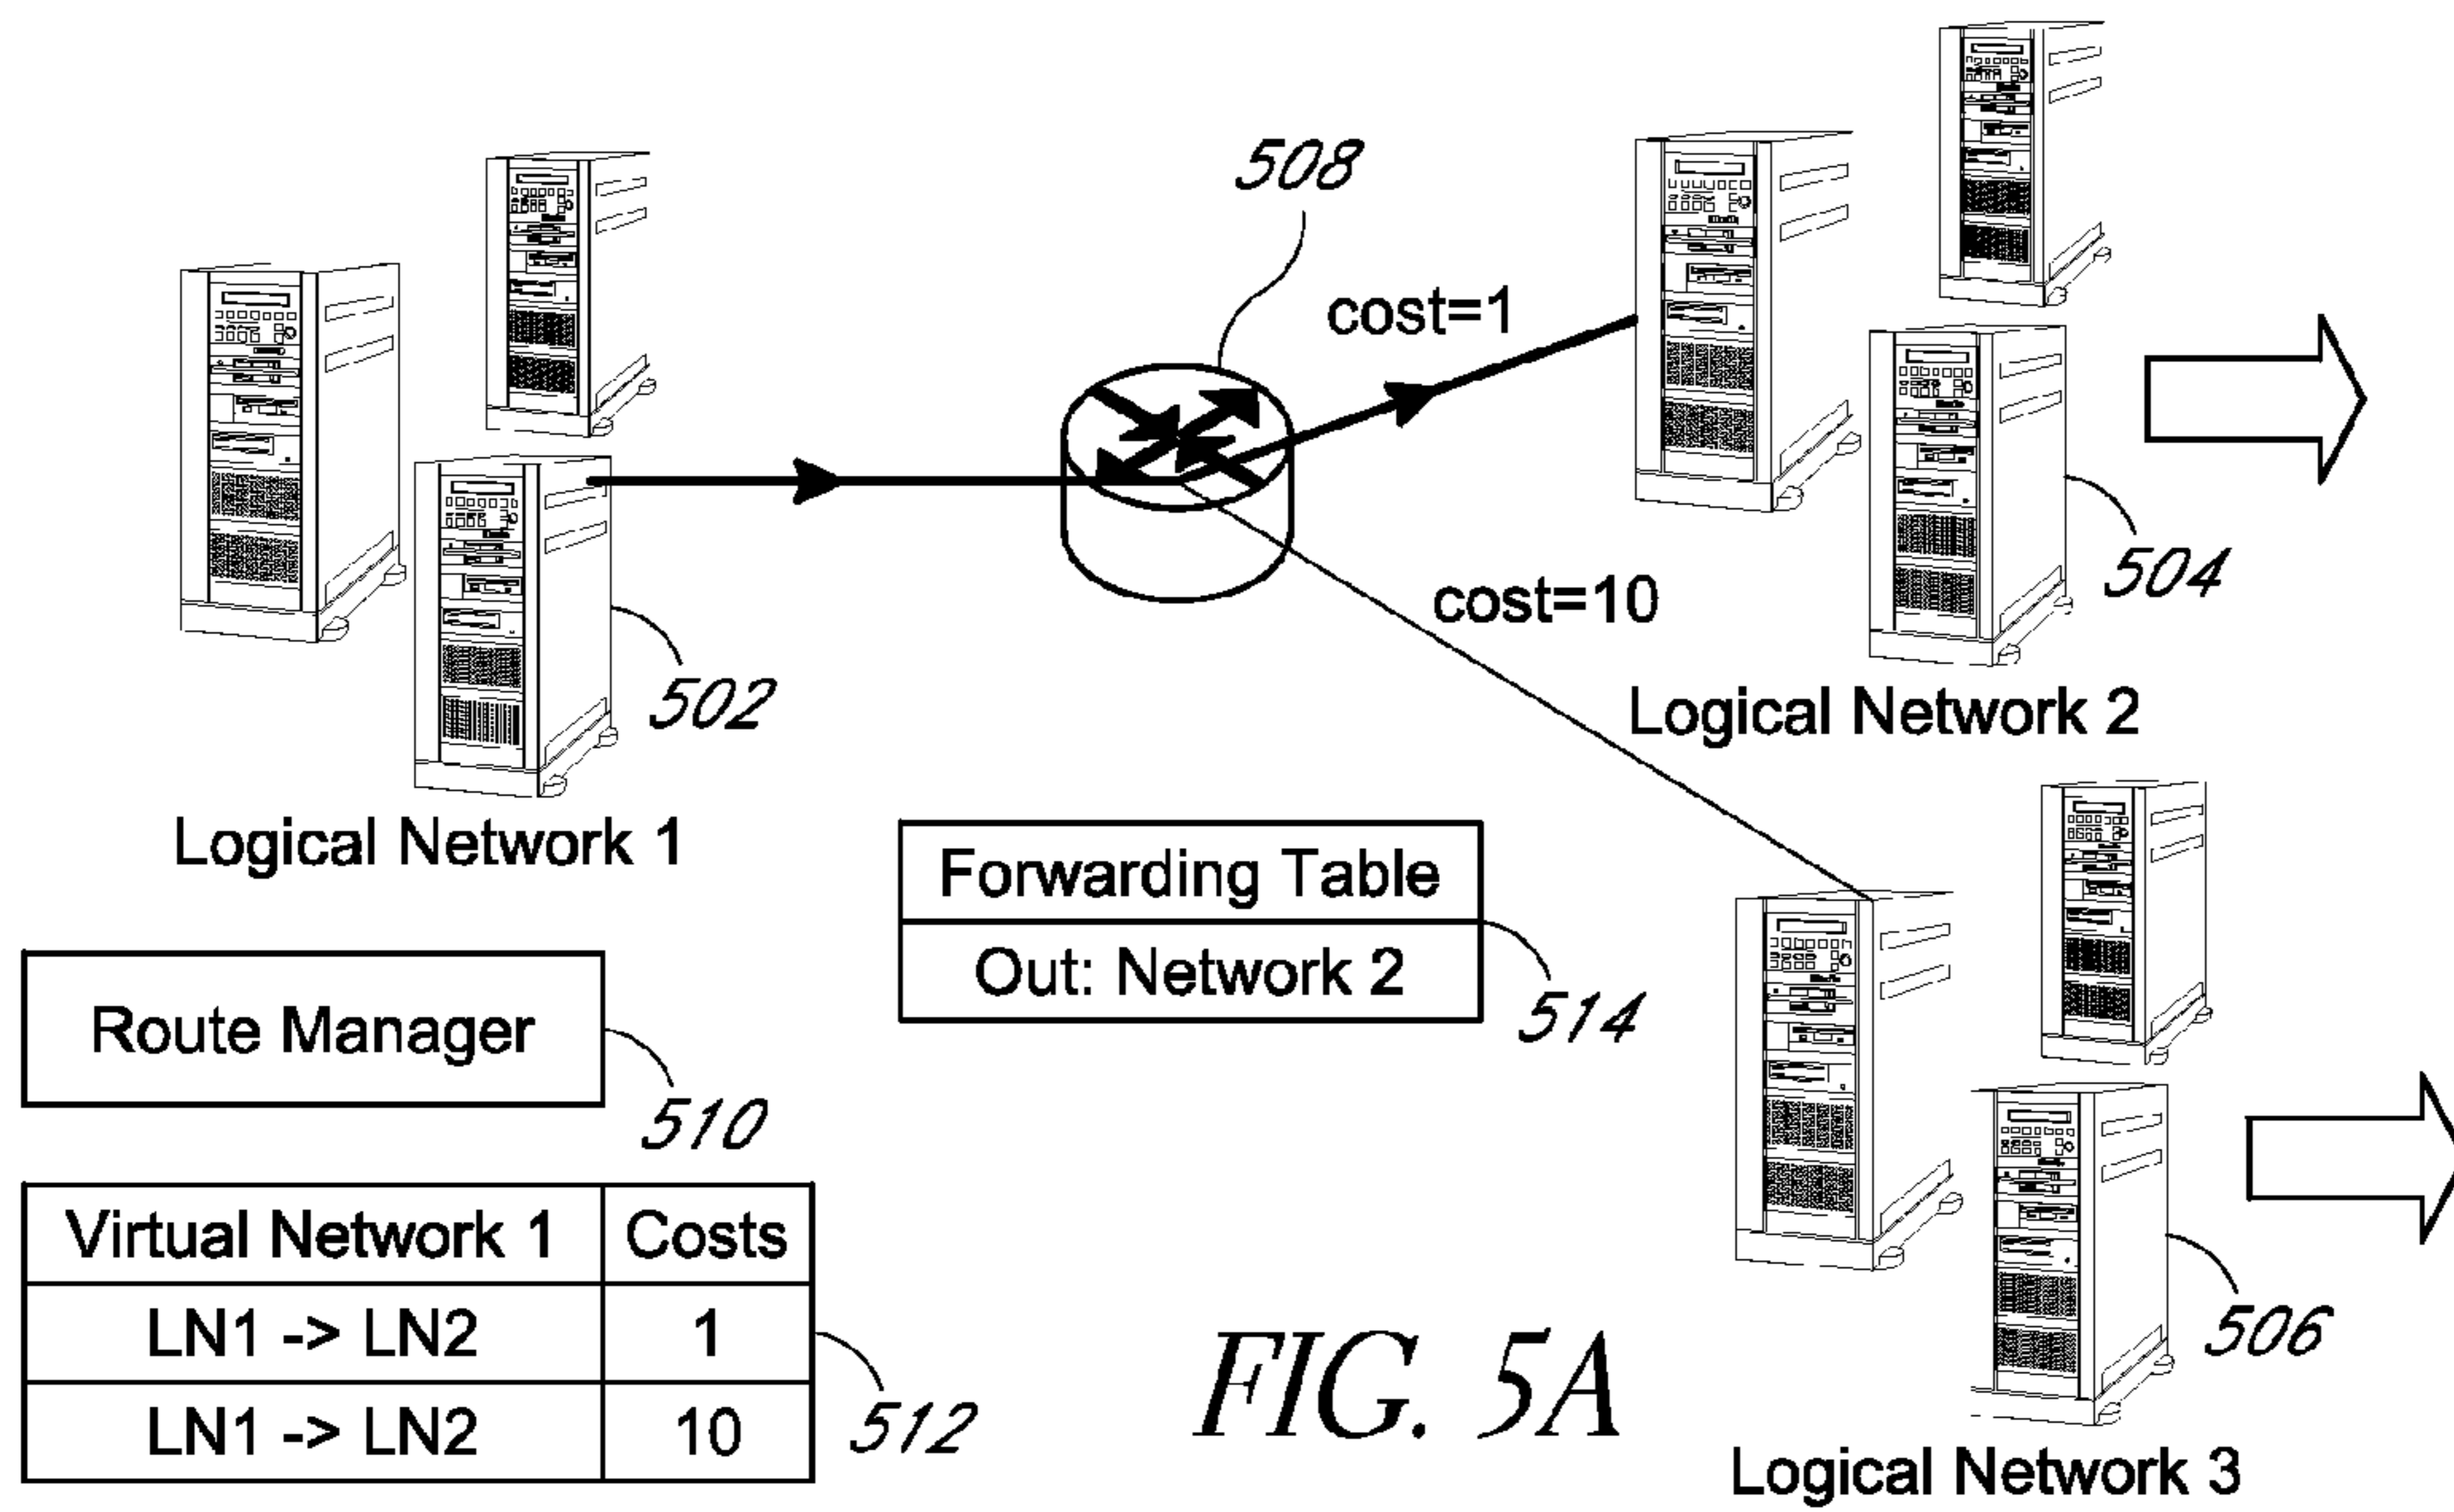 508
cost=1
cost=10
504
502
Logical Network 2
Logical Network 1
Forwarding Table
Out: Network 2
514
Route Manager
510
Virtual Network 1 Costs
LN1 -> LN2 1
LN1 -> LN2 10
512
506
FIG. 5A
Logical Network 3